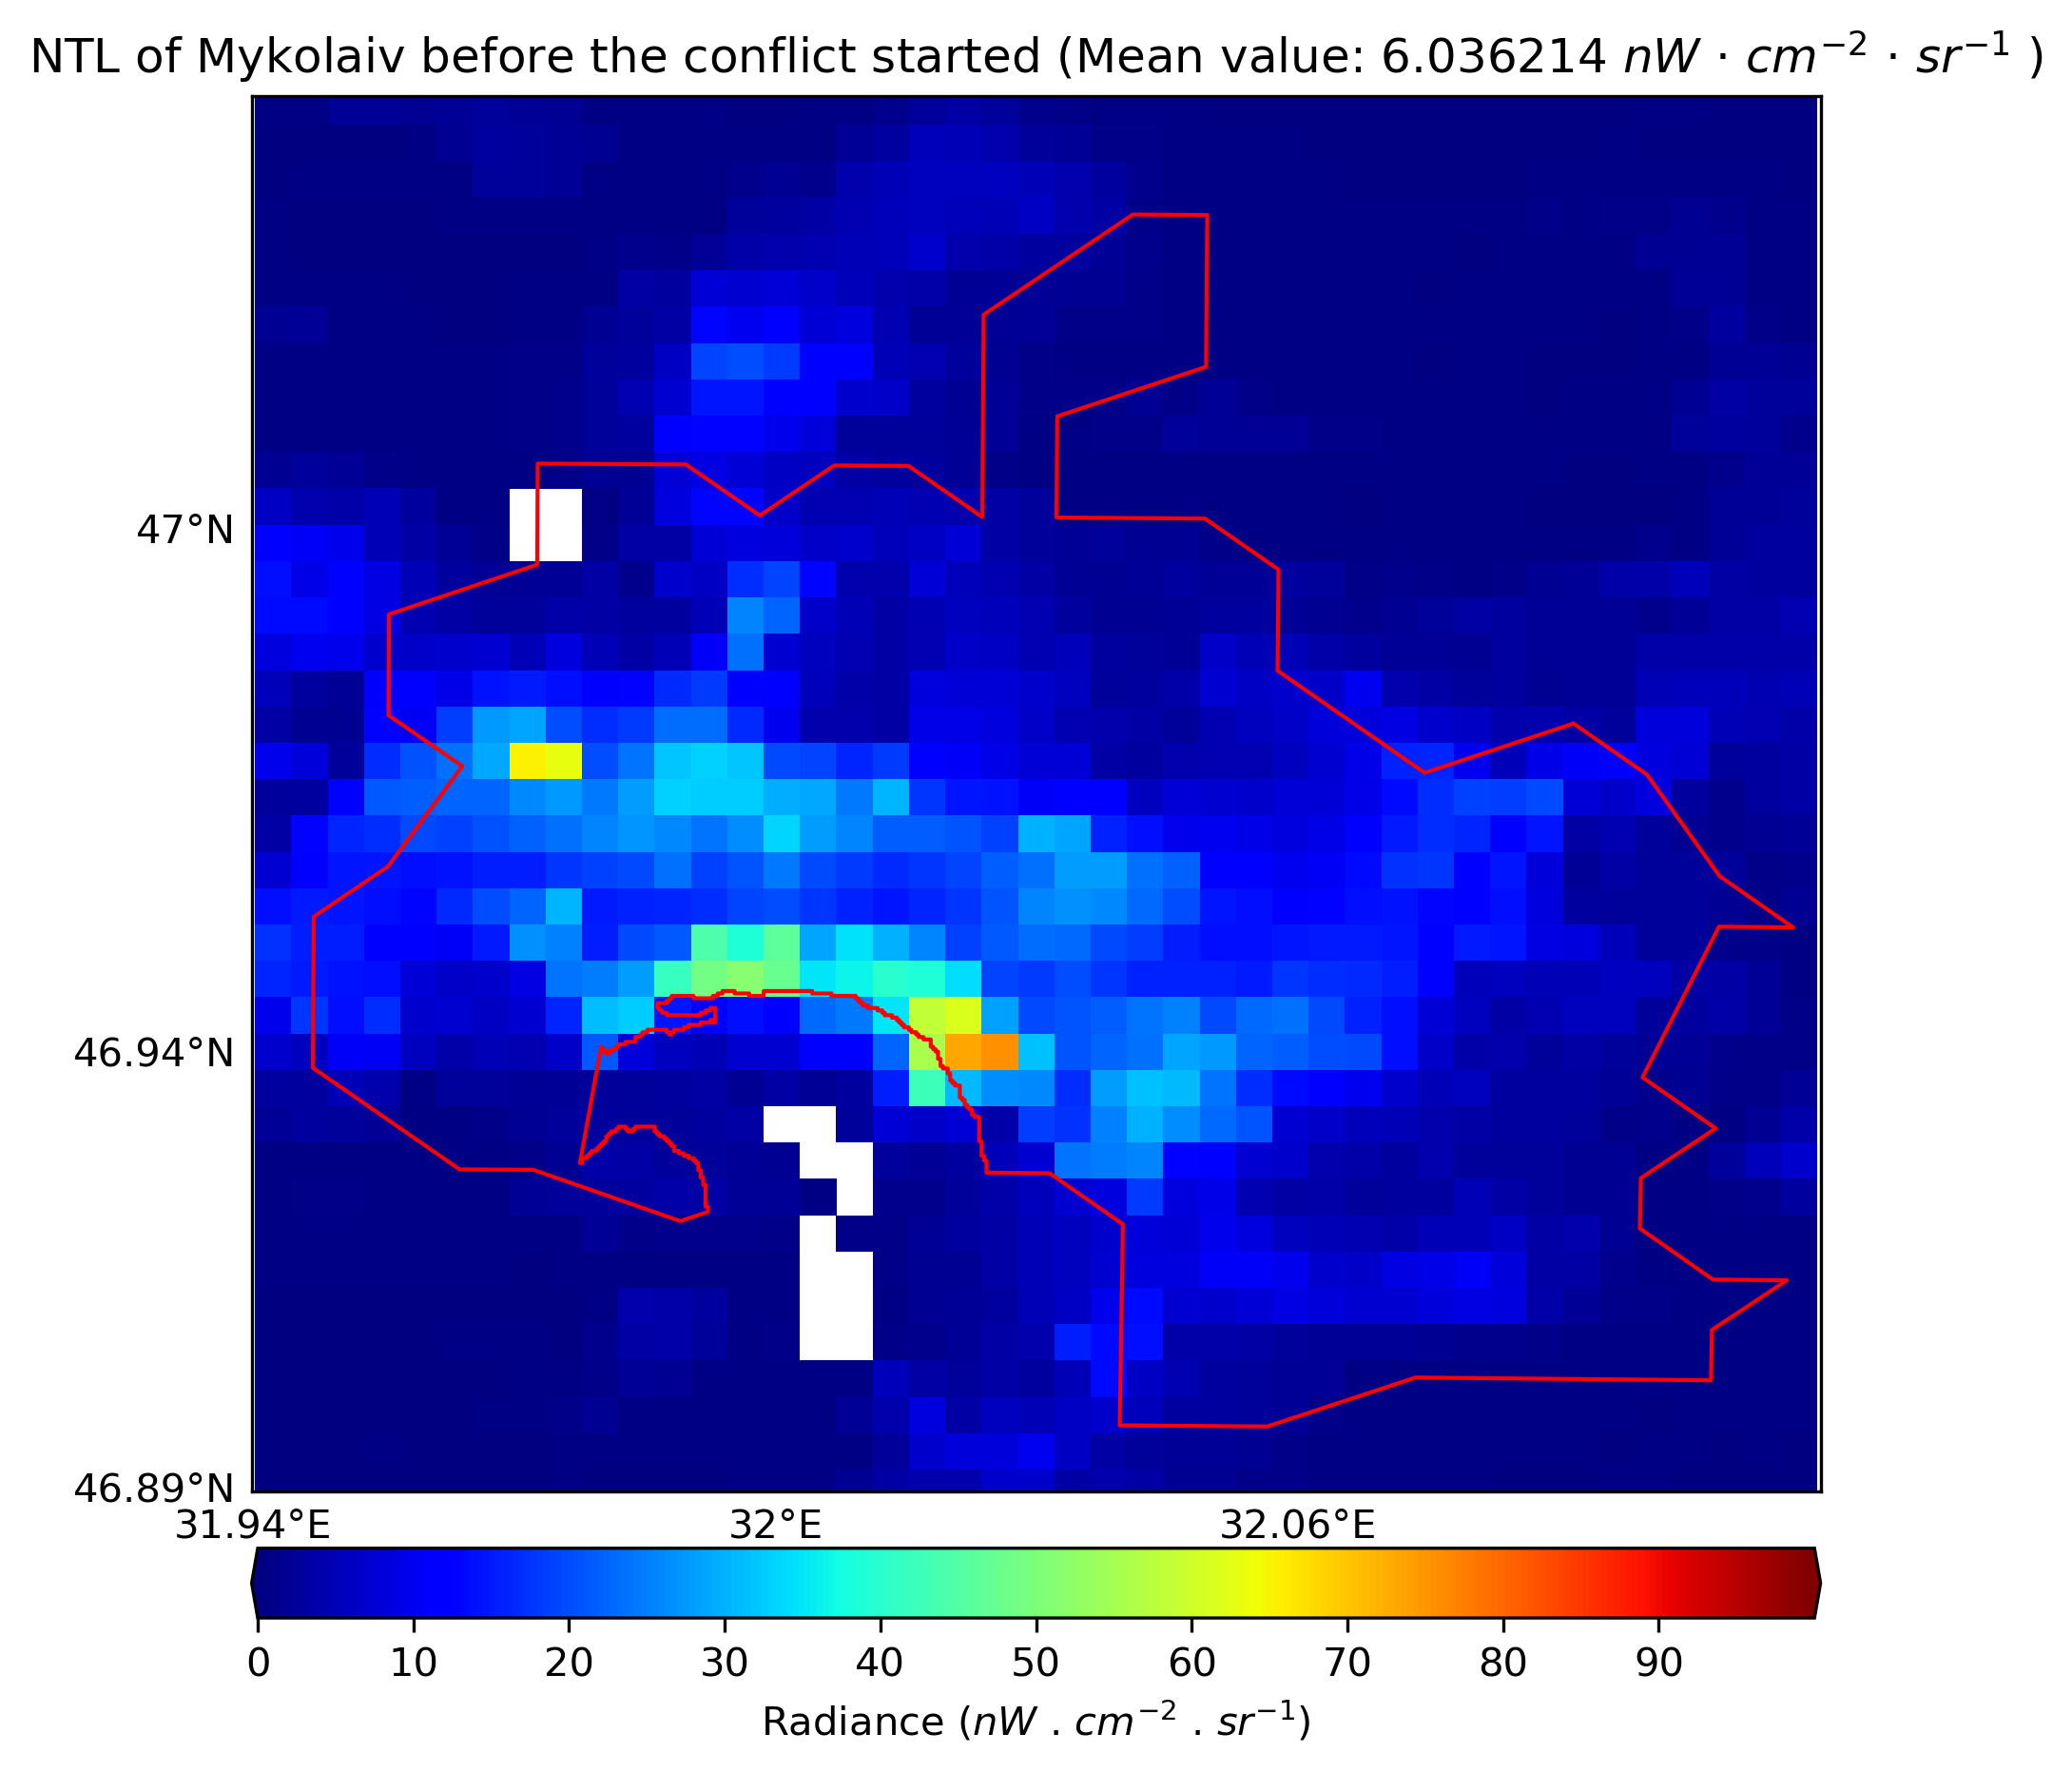 NTL of Mykolaiv before the conflict started (Mean value: 6.036214 nW · cm⁻² · sr⁻¹ )
47°N
46.94°N
46.89°N
31.94°E 32°E 32.06°E
0 10 20 30 40 50 60 70 80 90
Radiance (nW . cm⁻² . sr⁻¹)